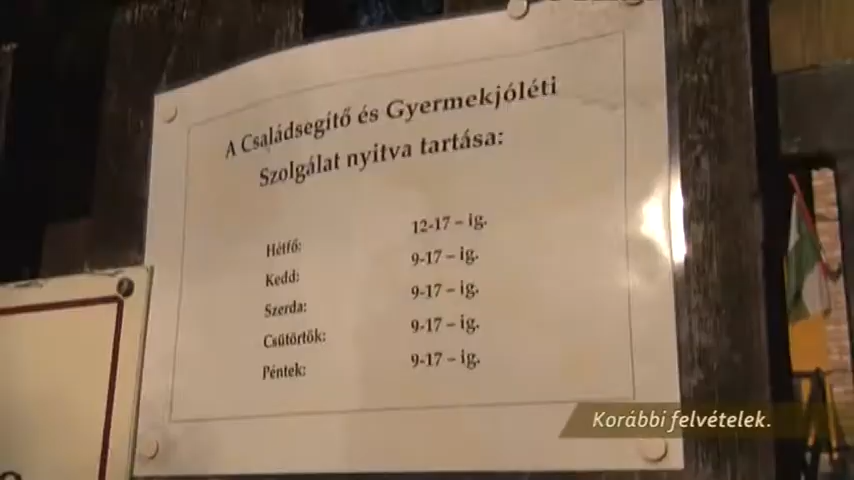 A Családsegítő és Gyermekjóléti
Szolgálat nyitva tartása:
Hétfő: 12-17 – ig.
Kedd: 9-17 – ig.
Szerda: 9-17 – ig.
Csütörtök: 9-17 – ig.
Péntek: 9-17 – ig.
Korábbi felvételek.